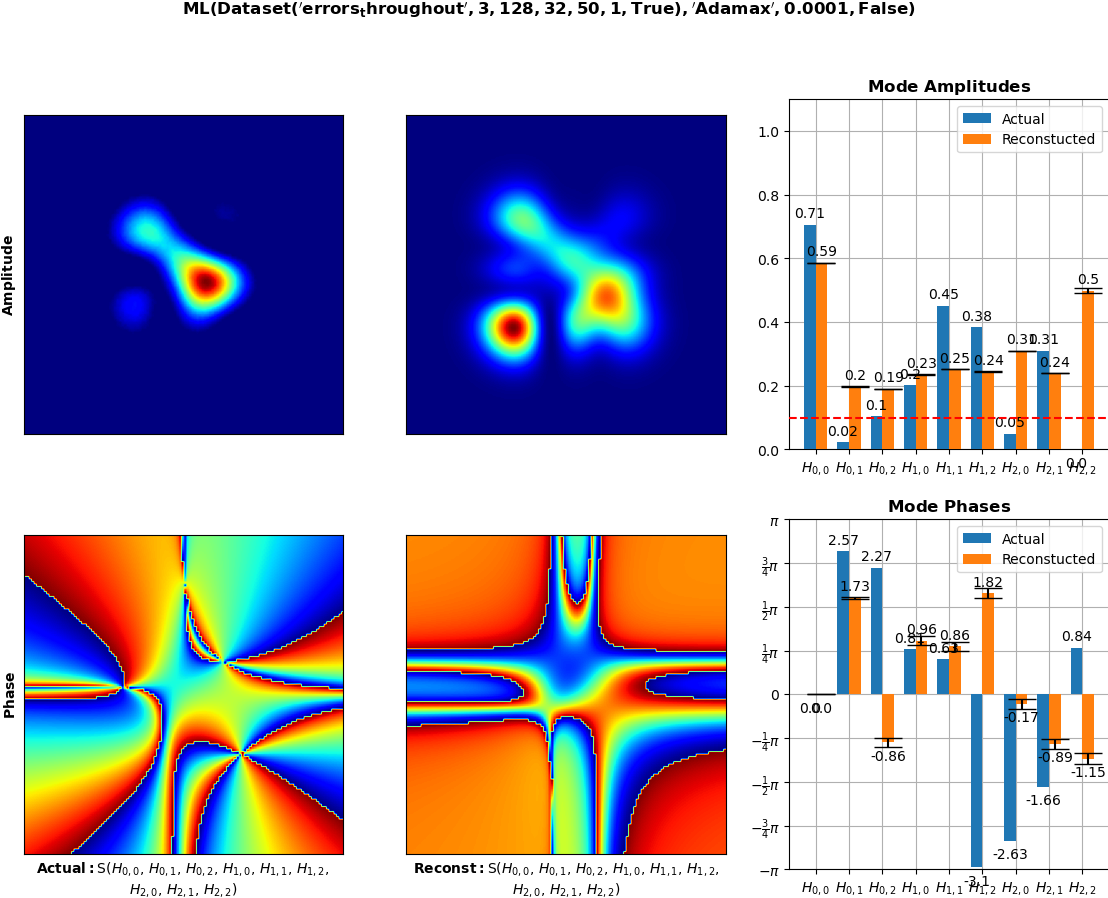 ML(Dataset('errors_throughout', 3, 128, 32, 50, 1, True), 'Adamax', 0.0001, False)
Amplitude
Mode Amplitudes
Actual
Reconstucted
1.0
0.8
0.6
0.4
0.2
0.0
0.71
0.59
0.02
0.2
0.1
0.19
0.2
0.23
0.45
0.25
0.38
0.24
0.05
0.31
0.31
0.24
0.0
0.5
H0,0 H0,1 H0,2 H1,0 H1,1 H1,2 H2,0 H2,1 H2,2
Phase
Actual: S(H0,0, H0,1, H0,2, H1,0, H1,1, H1,2,
H2,0, H2,1, H2,2)
Reconst: S(H0,0, H0,1, H0,2, H1,0, H1,1, H1,2,
H2,0, H2,1, H2,2)
Mode Phases
Actual
Reconstucted
π
3/4π
1/2π
1/4π
0
−1/4π
−1/2π
−3/4π
−π
0.0
0.0
2.57
1.73
2.27
-0.86
0.81
0.96
0.63
0.86
-3.1
1.82
-2.63
-0.17
-1.66
-0.89
0.84
-1.15
H0,0 H0,1 H0,2 H1,0 H1,1 H1,2 H2,0 H2,1 H2,2